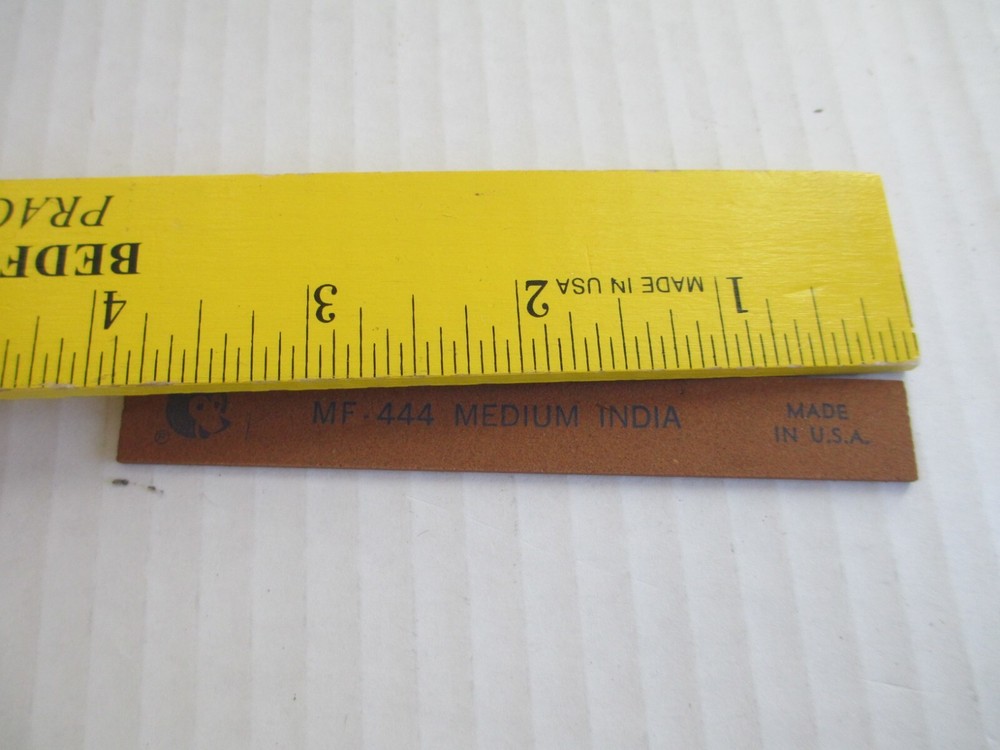 PRAC
BEDF
4
3
2
MADE IN USA
1
MF-444 MEDIUM INDIA
MADE
IN U.S.A.
®